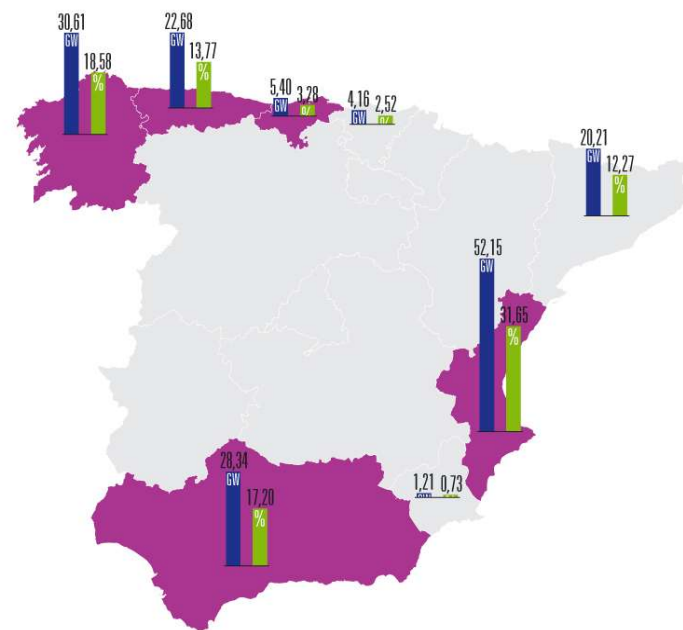 30,61
GW
18,58
%
22,68
GW
13,77
%
5,40
GW
3,28
%
4,16
GW
2,52
%
20,21
GW
12,27
%
52,15
GW
31,65
%
28,34
GW
17,20
%
1,21
GW
0,73